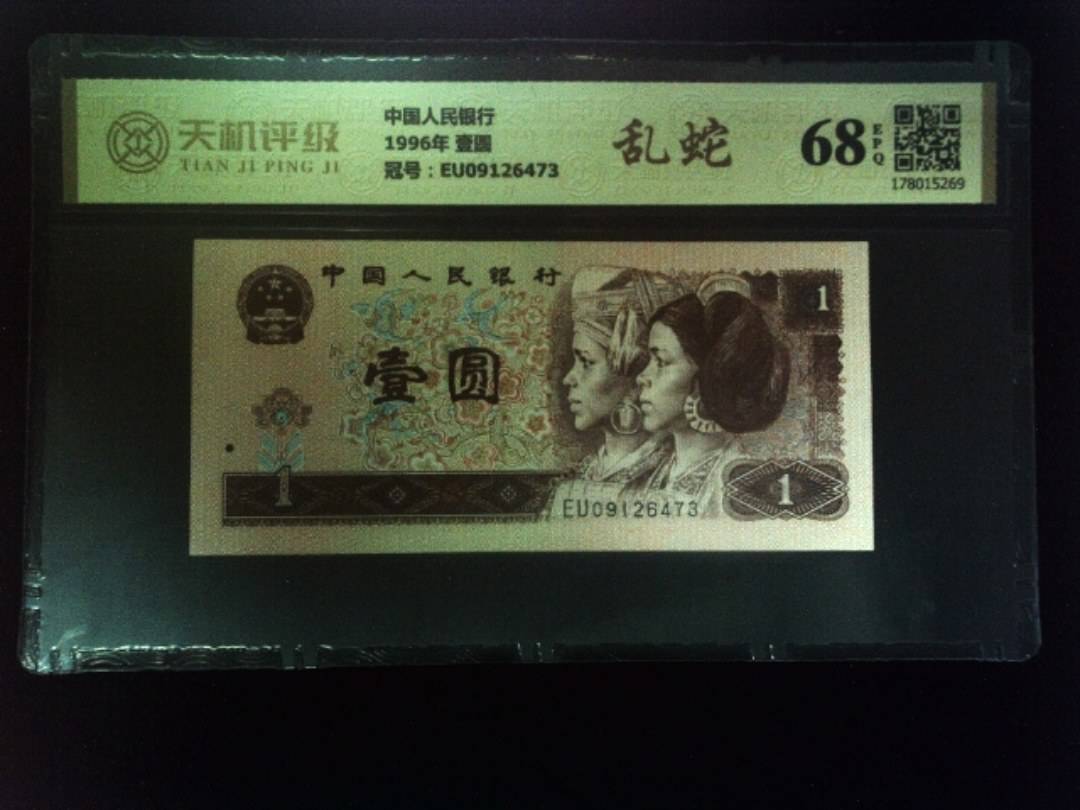 天机评级
TIAN JI PING JI
中国人民银行
1996年 壹圆
冠号：EU09126473
乱蛇
68
EPQ
178015269
中国人民银行
1
壹圆
1
EU09126473
1